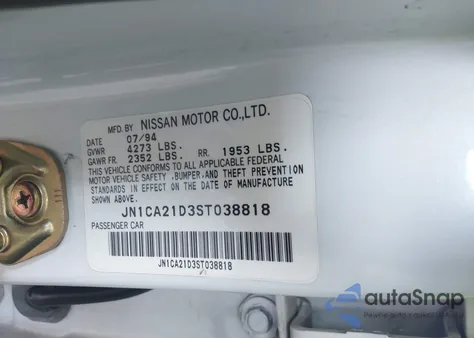 MFD. BY NISSAN MOTOR CO.,LTD.
DATE 07/94
GVWR 4273 LBS.
GAWR FR. 2352 LBS. RR. 1953 LBS.
THIS VEHICLE CONFORMS TO ALL APPLICABLE FEDERAL
MOTOR VEHICLE SAFETY ,BUMPER,AND THEFT PREVENTION
STANDARDS IN EFFECT ON THE DATE OF MANUFACTURE
SHOWN ABOVE.
JN1CA21D3ST038818
PASSENGER CAR
JN1CA21D3ST038818
autoSnap